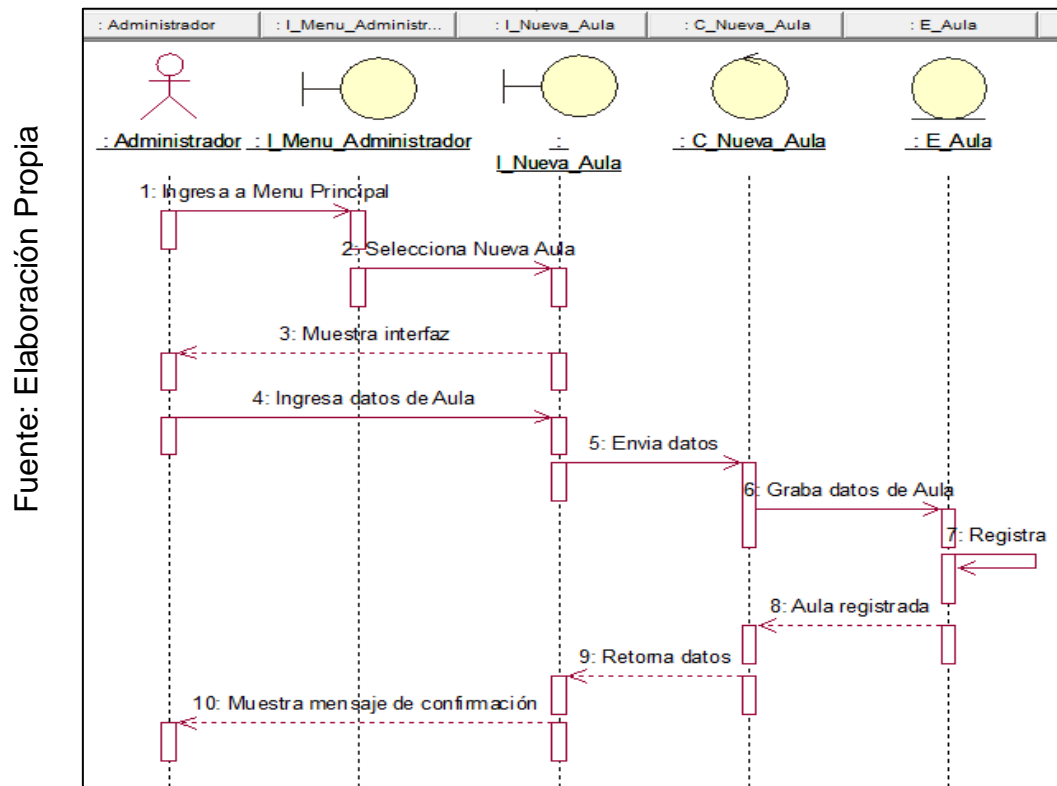 Fuente: Elaboración Propia
: Administrador
: I_Menu_Administr...
: I_Nueva_Aula
: C_Nueva_Aula
: E_Aula
: Administrador
: I_Menu_Administrador
:
I_Nueva_Aula
: C_Nueva_Aula
: E_Aula
1: Ingresa a Menu Principal
2: Selecciona Nueva Aula
3: Muestra interfaz
4: Ingresa datos de Aula
5: Envia datos
6: Graba datos de Aula
7: Registra
8: Aula registrada
9: Retorna datos
10: Muestra mensaje de confirmación